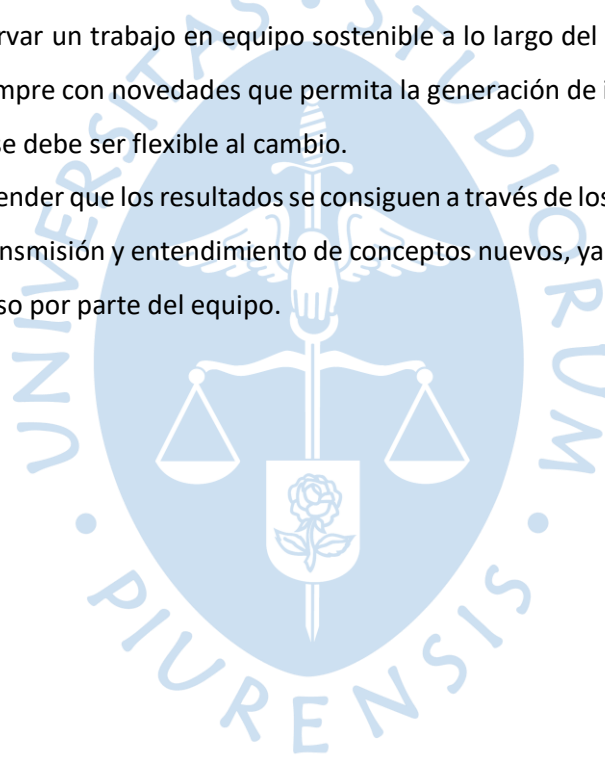 rvar un trabajo en equipo sostenible a lo largo del
mpre con novedades que permita la generación de i
se debe ser flexible al cambio.
ender que los resultados se consiguen a través de los
nsmisión y entendimiento de conceptos nuevos, ya
so por parte del equipo.
UNIVERSITAS • STUDIORUM • PIURENSIS •